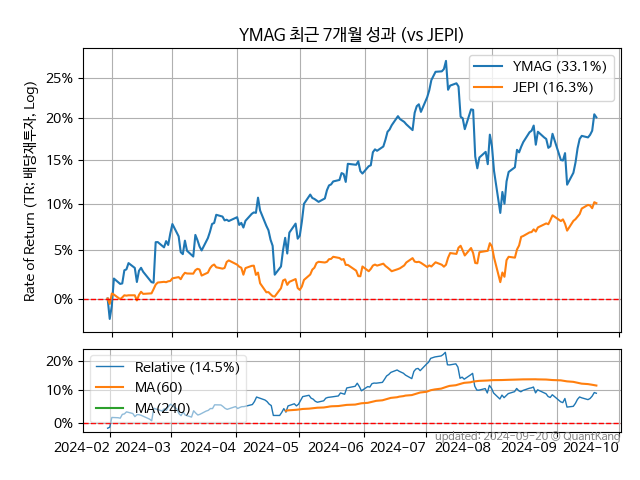 YMAG 최근 7개월 성과 (vs JEPI)
Rate of Return (TR: 배당재투자, Log)
25%
20%
15%
10%
5%
0%
YMAG (33.1%)
JEPI (16.3%)
20%
10%
0%
Relative (14.5%)
MA(60)
MA(240)
updated: 2024-09-20 @ QuantKang
2024-02 2024-03 2024-04 2024-05 2024-06 2024-07 2024-08 2024-09 2024-10